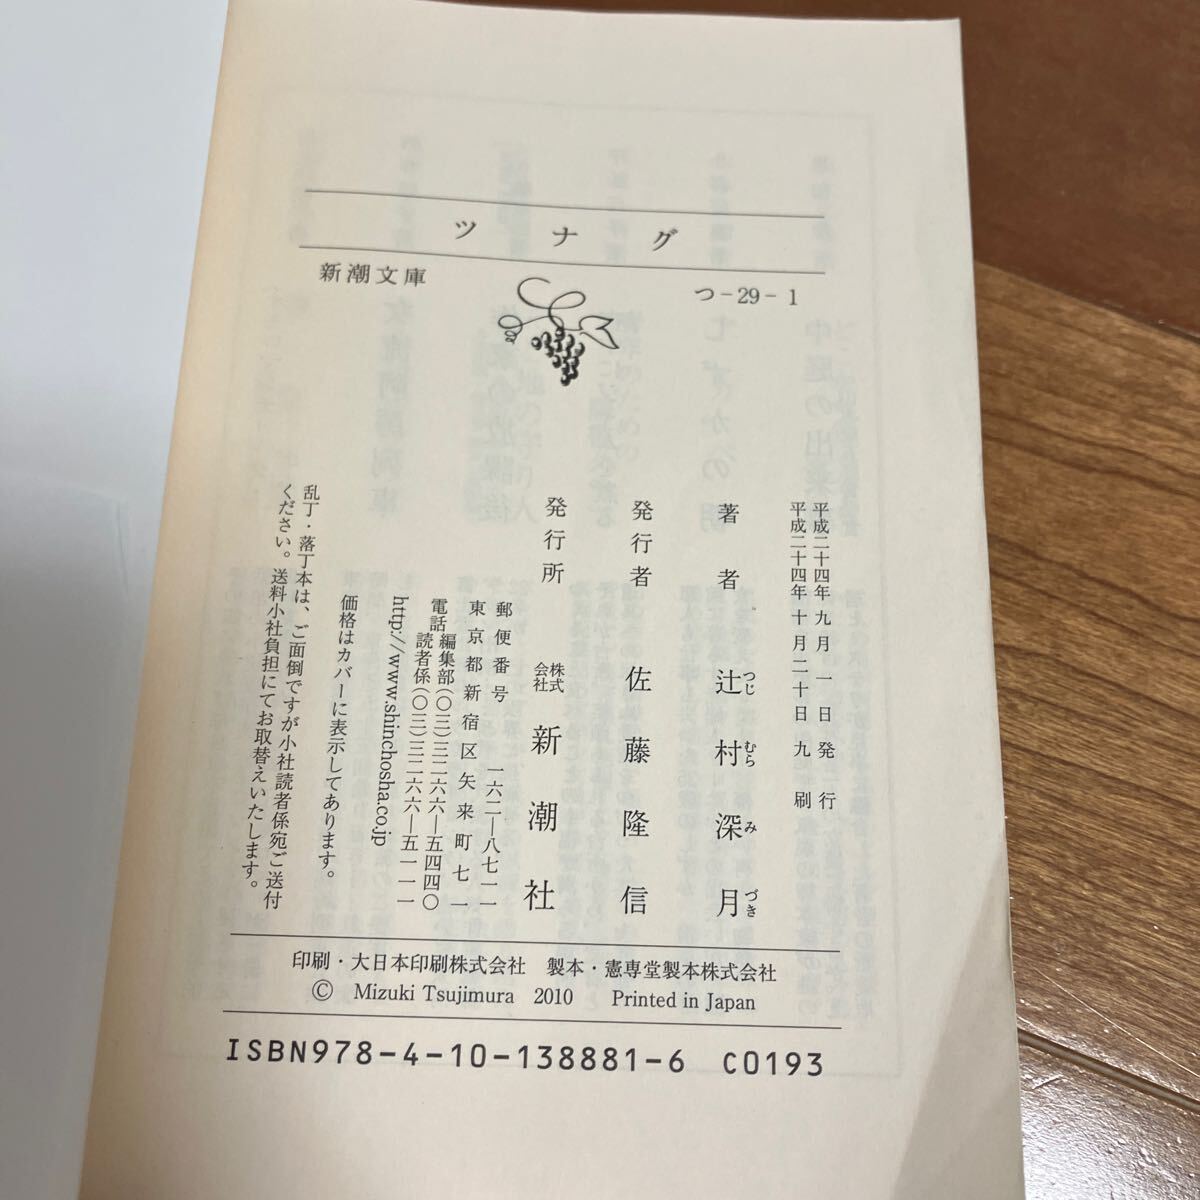 ツナグ
新潮文庫
つ-29-1
平成二十四年九月一日発行
平成二十四年十月二十日九刷
著者 辻村深月
つじ むら み づき
発行者 佐藤隆信
発行所 株式会社 新潮社
郵便番号 一六二―八七一一
東京都新宿区矢来町七一
電話 編集部(〇三)三二六六―五四四〇
読者係(〇三)三二六六―五一一一
http://www.shinchosha.co.jp
価格はカバーに表示してあります。
乱丁・落丁本は、ご面倒ですが小社読者係宛ご送付
ください。送料小社負担にてお取替えいたします。
印刷・大日本印刷株式会社 製本・憲専堂製本株式会社
© Mizuki Tsujimura 2010 Printed in Japan
ISBN978-4-10-138881-6 C0193